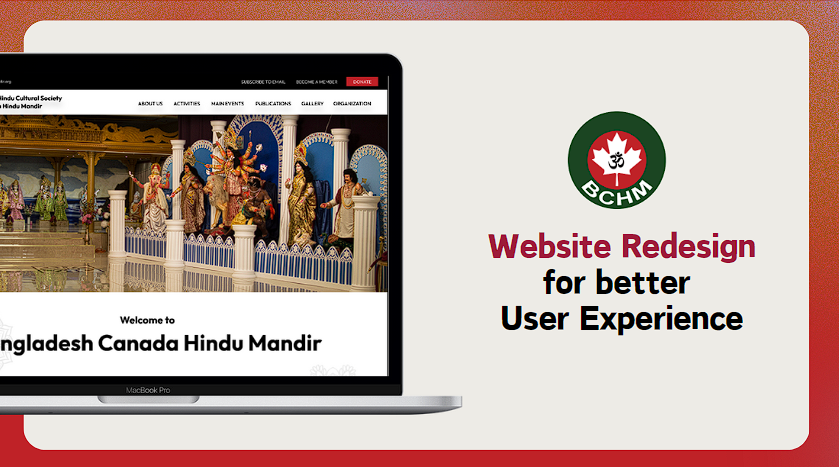 SUBSCRIBE TO EMAIL BECOME A MEMBER DONATE
Hindu Cultural Society
Hindu Mandir
ABOUT US ACTIVITIES MAIN EVENTS PUBLICATIONS GALLERY ORGANIZATION
Welcome to
ngladesh Canada Hindu Mandir
MacBook Pro
ॐ
BCHM
Website Redesign
for better
User Experience